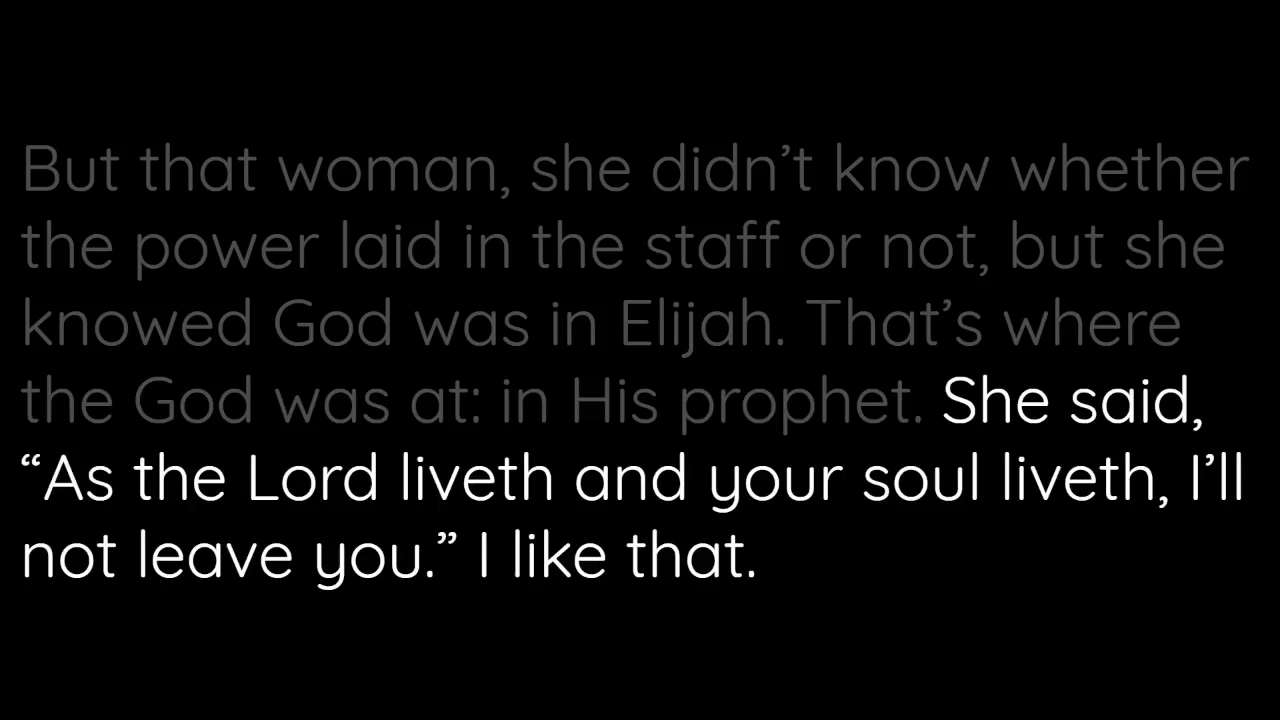 But that woman, she didn’t know whether
the power laid in the staff or not, but she
knowed God was in Elijah. That’s where
the God was at: in His prophet. She said,
“As the Lord liveth and your soul liveth, I’ll
not leave you.” I like that.